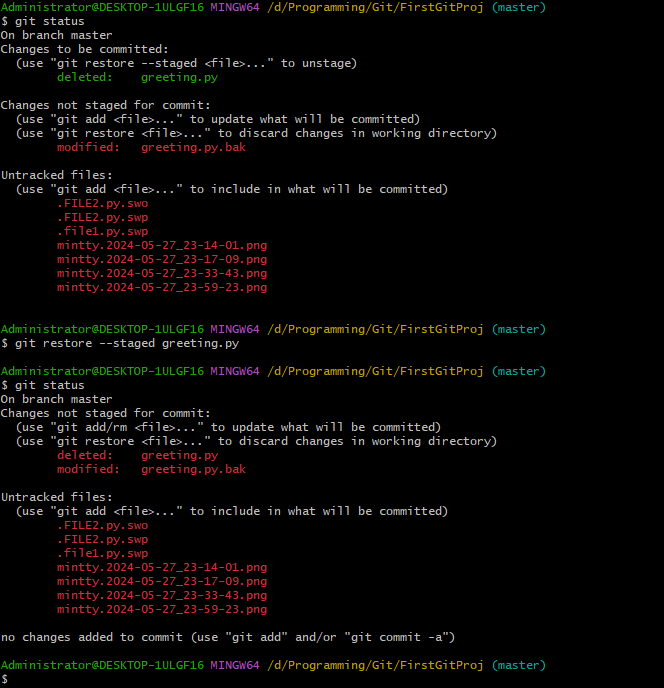 Administrator@DESKTOP-1ULGF16 MINGW64 /d/Programming/Git/FirstGitProj (master)
$ git status
On branch master
Changes to be committed:
  (use "git restore --staged <file>..." to unstage)
        deleted:    greeting.py

Changes not staged for commit:
  (use "git add <file>..." to update what will be committed)
  (use "git restore <file>..." to discard changes in working directory)
        modified:   greeting.py.bak

Untracked files:
  (use "git add <file>..." to include in what will be committed)
        .FILE2.py.swo
        .FILE2.py.swp
        .file1.py.swp
        mintty.2024-05-27_23-14-01.png
        mintty.2024-05-27_23-17-09.png
        mintty.2024-05-27_23-33-43.png
        mintty.2024-05-27_23-59-23.png

Administrator@DESKTOP-1ULGF16 MINGW64 /d/Programming/Git/FirstGitProj (master)
$ git restore --staged greeting.py

Administrator@DESKTOP-1ULGF16 MINGW64 /d/Programming/Git/FirstGitProj (master)
$ git status
On branch master
Changes not staged for commit:
  (use "git add/rm <file>..." to update what will be committed)
  (use "git restore <file>..." to discard changes in working directory)
        deleted:    greeting.py
        modified:   greeting.py.bak

Untracked files:
  (use "git add <file>..." to include in what will be committed)
        .FILE2.py.swo
        .FILE2.py.swp
        .file1.py.swp
        mintty.2024-05-27_23-14-01.png
        mintty.2024-05-27_23-17-09.png
        mintty.2024-05-27_23-33-43.png
        mintty.2024-05-27_23-59-23.png

no changes added to commit (use "git add" and/or "git commit -a")

Administrator@DESKTOP-1ULGF16 MINGW64 /d/Programming/Git/FirstGitProj (master)
$